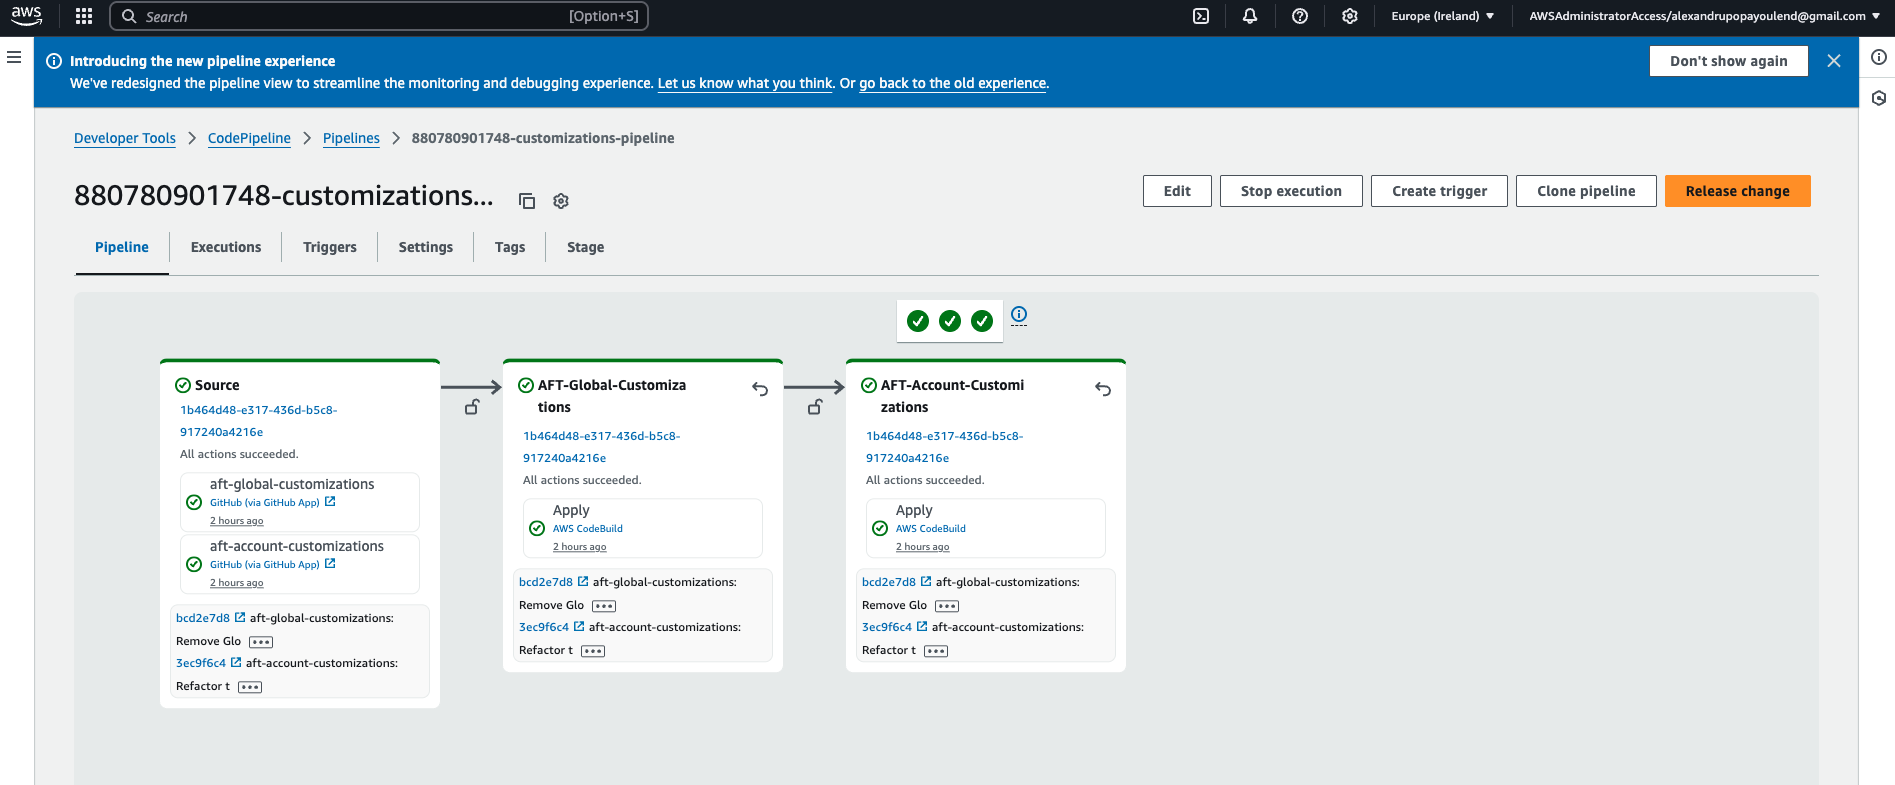 aws
Search
[Option+S]
Europe (Ireland)
AWSAdministratorAccess/alexandrupopayoulend@gmail.com
Introducing the new pipeline experience
We've redesigned the pipeline view to streamline the monitoring and debugging experience. Let us know what you think. Or go back to the old experience.
Don't show again
Developer Tools
CodePipeline
Pipelines
880780901748-customizations-pipeline
880780901748-customizations...
Edit
Stop execution
Create trigger
Clone pipeline
Release change
Pipeline
Executions
Triggers
Settings
Tags
Stage
Source
1b464d48-e317-436d-b5c8-
917240a4216e
All actions succeeded.
aft-global-customizations
GitHub (via GitHub App)
2 hours ago
aft-account-customizations
GitHub (via GitHub App)
2 hours ago
bcd2e7d8 aft-global-customizations:
Remove Glo
3ec9f6c4 aft-account-customizations:
Refactor t
AFT-Global-Customiza
tions
1b464d48-e317-436d-b5c8-
917240a4216e
All actions succeeded.
Apply
AWS CodeBuild
2 hours ago
bcd2e7d8 aft-global-customizations:
Remove Glo
3ec9f6c4 aft-account-customizations:
Refactor t
AFT-Account-Customi
zations
1b464d48-e317-436d-b5c8-
917240a4216e
All actions succeeded.
Apply
AWS CodeBuild
2 hours ago
bcd2e7d8 aft-global-customizations:
Remove Glo
3ec9f6c4 aft-account-customizations:
Refactor t